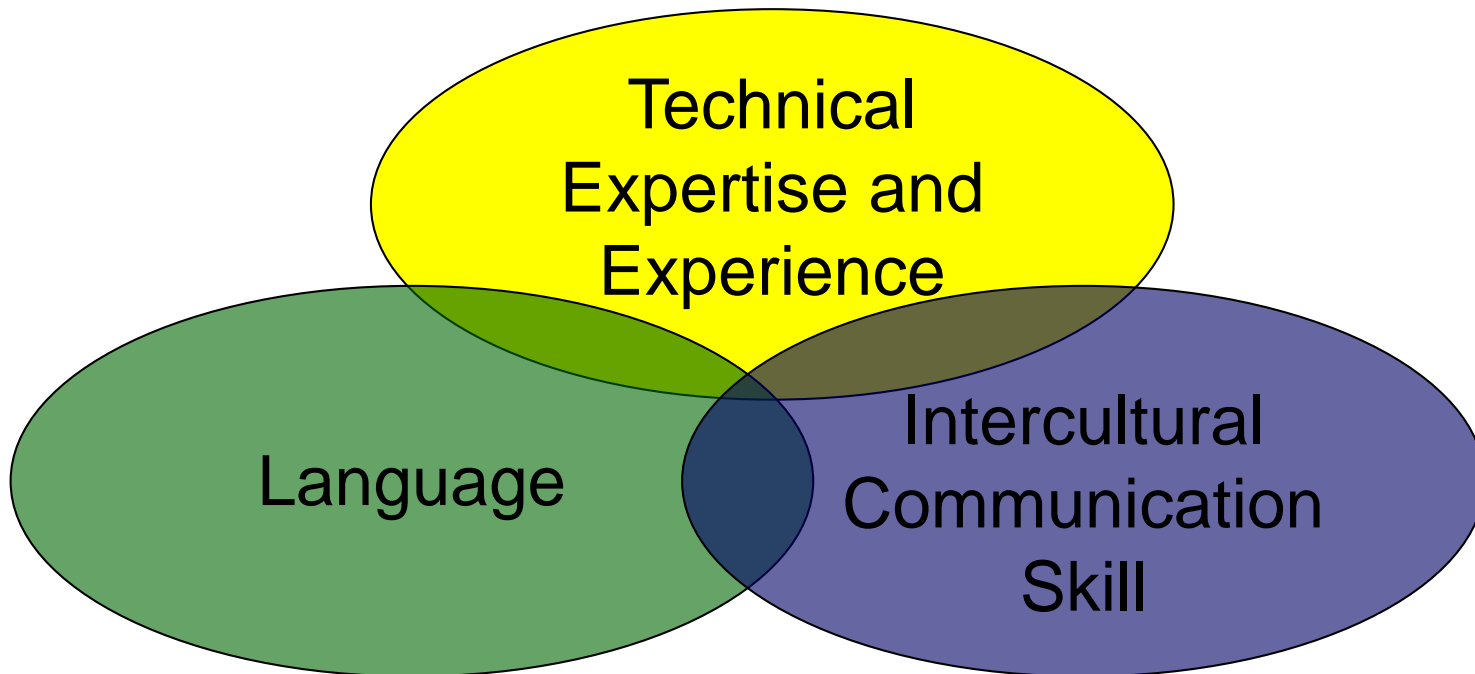 Technical
Expertise and
Experience
Language
Intercultural
Communication
Skill